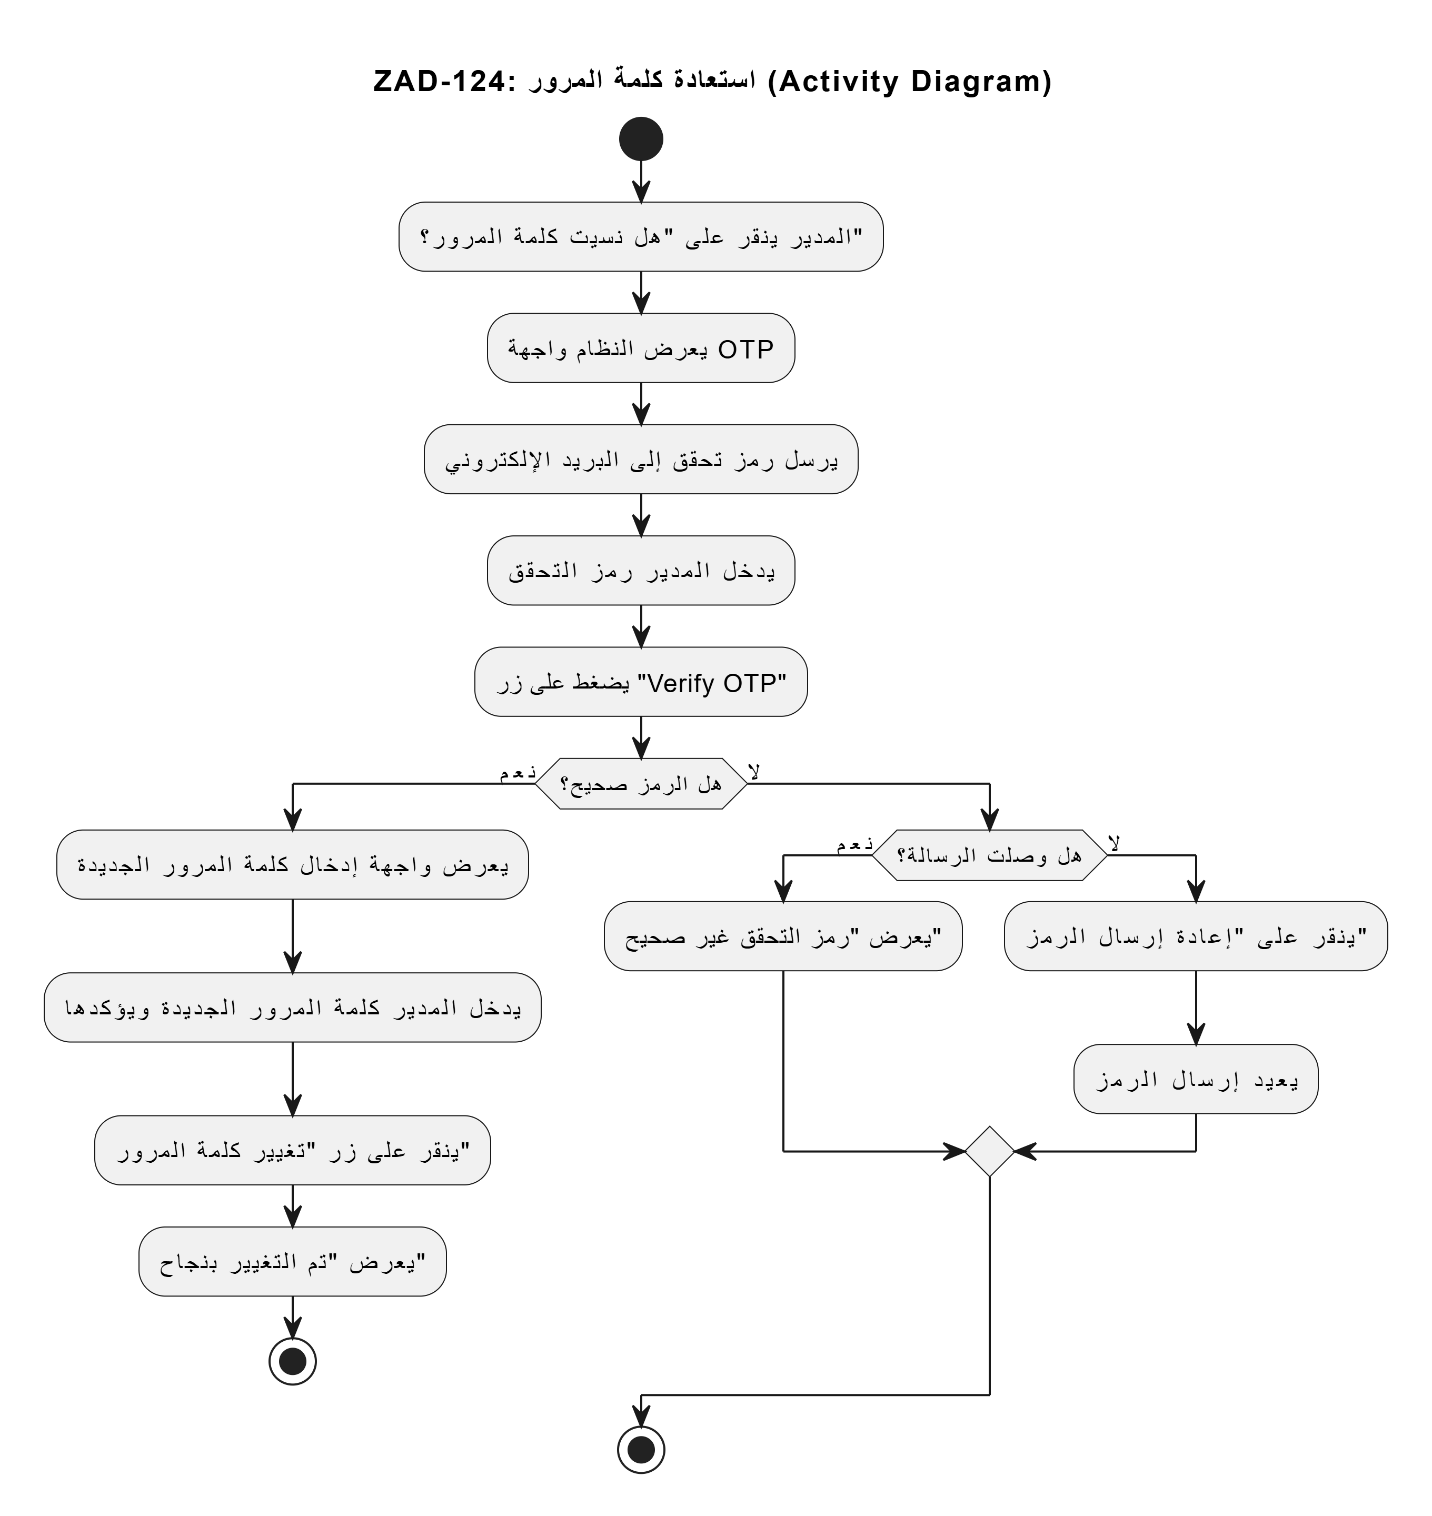 ZAD-124: استعادة كلمة المرور (Activity Diagram)
المدير ينقر على "هل نسيت كلمة المرور؟"
يعرض النظام واجهة OTP
يرسل رمز تحقق إلى البريد الإلكتروني
يدخل المدير رمز التحقق
يضغط على زر "Verify OTP"
هل الرمز صحيح؟
نعم
لا
يعرض واجهة إدخال كلمة المرور الجديدة
يدخل المدير كلمة المرور الجديدة ويؤكدها
ينقر على زر "تغيير كلمة المرور"
يعرض "تم التغيير بنجاح"
هل وصلت الرسالة؟
نعم
لا
يعرض "رمز التحقق غير صحيح"
ينقر على "إعادة إرسال الرمز"
يعيد إرسال الرمز